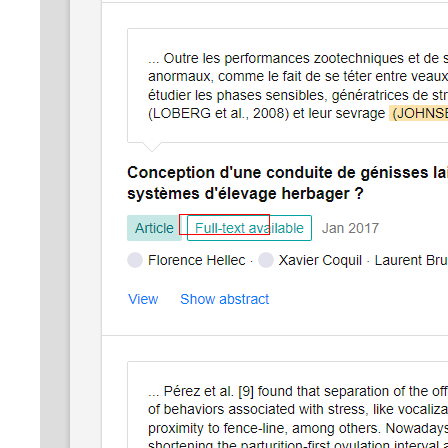 ... Outre les performances zootechniques et de s
anormaux, comme le fait de se téter entre veaux
étudier les phases sensibles, génératrices de str
(LOBERG et al., 2008) et leur sevrage (JOHNSE
Conception d'une conduite de génisses lai
systèmes d'élevage herbager ?
Article Full-text available Jan 2017
Florence Hellec · Xavier Coquil · Laurent Bru
View Show abstract
... Pérez et al. [9] found that separation of the off
of behaviors associated with stress, like vocaliza
proximity to fence-line, among others. Nowadays
shortening the parturition-first ovulation interval a